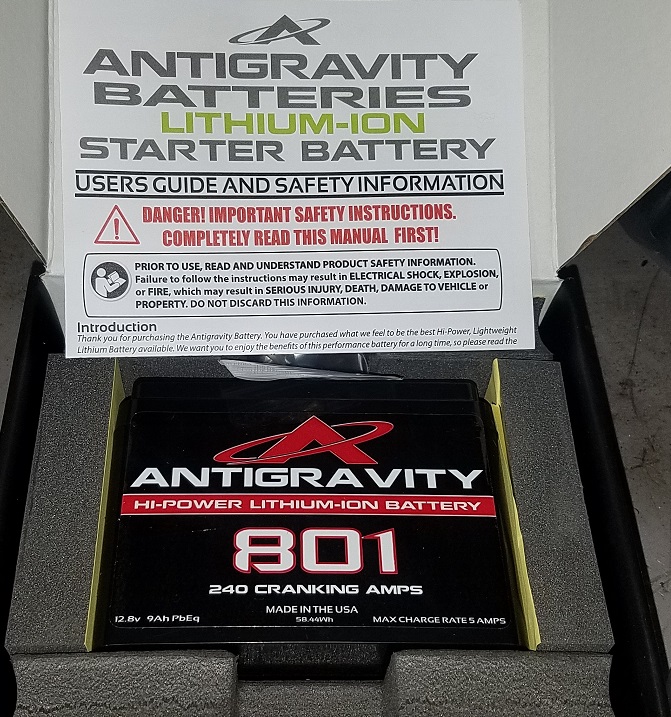 ANTIGRAVITY
BATTERIES
LITHIUM-ION
STARTER BATTERY
USERS GUIDE AND SAFETY INFORMATION
DANGER! IMPORTANT SAFETY INSTRUCTIONS.
COMPLETELY READ THIS MANUAL FIRST!
PRIOR TO USE, READ AND UNDERSTAND PRODUCT SAFETY INFORMATION.
Failure to follow the instructions may result in ELECTRICAL SHOCK, EXPLOSION,
or FIRE, which may result in SERIOUS INJURY, DEATH, DAMAGE TO VEHICLE or
PROPERTY. DO NOT DISCARD THIS INFORMATION.
Introduction
Thank you for purchasing the Antigravity Battery. You have purchased what we feel to be the best Hi-Power, Lightweight
Lithium Battery available. We want you to enjoy the benefits of this performance battery for a long time, so please read the
ANTIGRAVITY
HI-POWER LITHIUM-ION BATTERY
801
240 CRANKING AMPS
MADE IN THE USA
12.8v 9Ah PbEq 58.44Wh MAX CHARGE RATE 5 AMPS